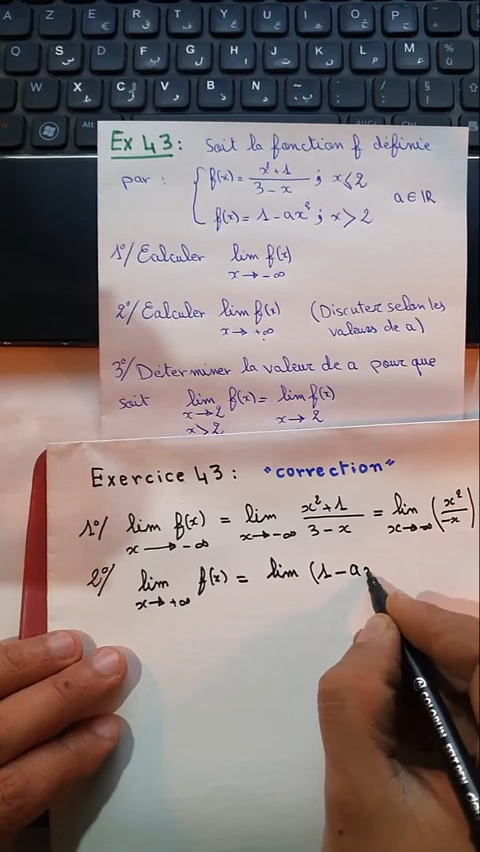 A Z E R T Y U I O P
Q S D F G H J K L M %
W X C V B N ? . / §
Alt
Ex 43 : Soit la fonction f définie
par : { f(x) = x²+1 / 3-x ; x ≤ 2
f(x) = 1 - ax² ; x > 2 a ∈ ℝ
1°/ Calculer lim f(x)
x → -∞
2°/ Calculer lim f(x) (Discuter selon les
x → +∞ valeurs de a)
3°/ Déterminer la valeur de a pour que
soit lim f(x) = lim f(x)
x → 2 x → 2
x > 2
Exercice 43 : "correction"
1°/ lim f(x) = lim x²+1 / 3-x = lim (x² / -x)
x → -∞ x → -∞ x → -∞
2°/ lim f(x) = lim (1 - a
x → +∞